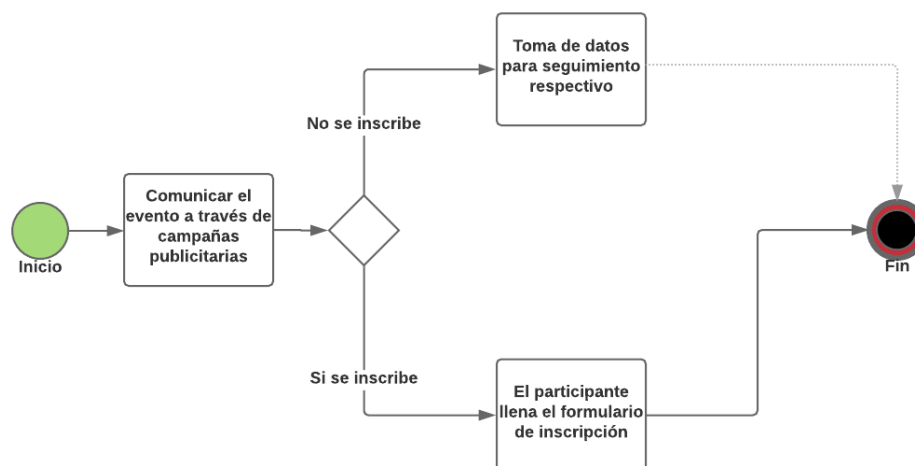 Toma de datos
para seguimiento
respectivo
No se inscribe
Comunicar el
evento a través de
campañas
publicitarias
Inicio
Fin
Si se inscribe
El participante
llena el formulario
de inscripción